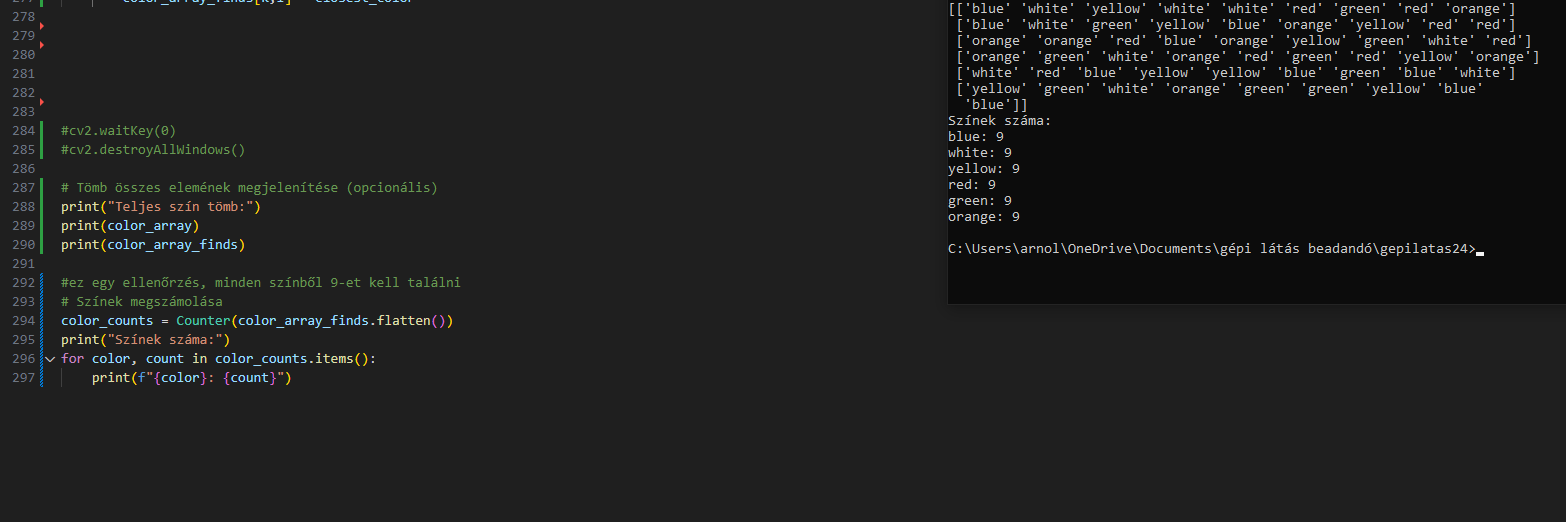 277 color_array_finds[k,i] = closest_color
278
279
280
281
282
283
284 #cv2.waitKey(0)
285 #cv2.destroyAllWindows()
286
287 # Tömb összes elemének megjelenítése (opcionális)
288 print("Teljes szín tömb:")
289 print(color_array)
290 print(color_array_finds)
291
292 #ez egy ellenőrzés, minden színből 9-et kell találni
293 # Színek megszámolása
294 color_counts = Counter(color_array_finds.flatten())
295 print("Színek száma:")
296 for color, count in color_counts.items():
297 print(f"{color}: {count}")
[['blue' 'white' 'yellow' 'white' 'white' 'red' 'green' 'red' 'orange']
['blue' 'white' 'green' 'yellow' 'blue' 'orange' 'yellow' 'red' 'red']
['orange' 'orange' 'red' 'blue' 'orange' 'yellow' 'green' 'white' 'red']
['orange' 'green' 'white' 'orange' 'red' 'green' 'red' 'yellow' 'orange']
['white' 'red' 'blue' 'yellow' 'yellow' 'blue' 'green' 'blue' 'white']
['yellow' 'green' 'white' 'orange' 'green' 'green' 'yellow' 'blue'
'blue']]
Színek száma:
blue: 9
white: 9
yellow: 9
red: 9
green: 9
orange: 9
C:\Users\arnol\OneDrive\Documents\gépi látás beadandó\gepilatas24>